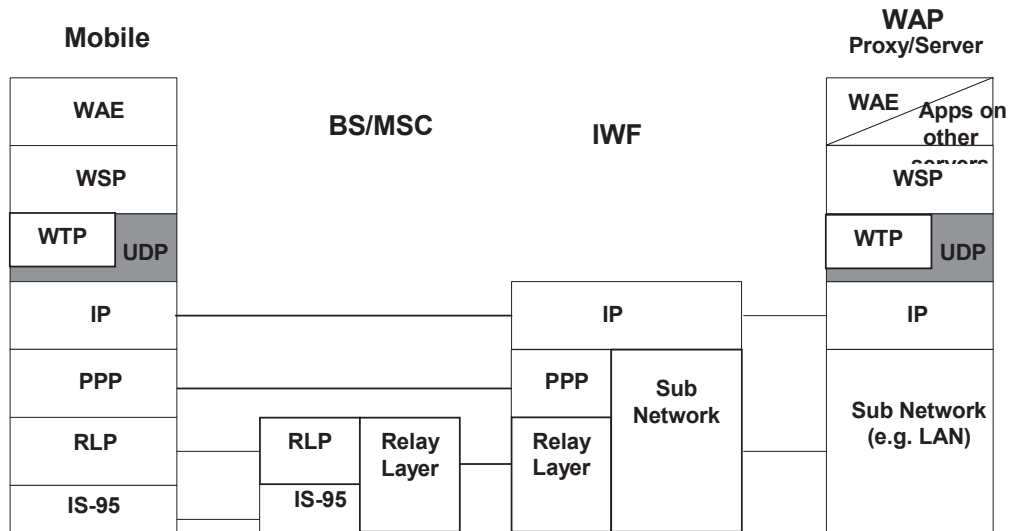 Mobile
WAE
WSP
WTP
UDP
IP
PPP
RLP
IS-95
BS/MSC
RLP
IS-95
Relay
Layer
IWF
IP
PPP
Relay
Layer
Sub
Network
WAP
Proxy/Server
WAE
Apps on
other
servers
WSP
WTP
UDP
IP
Sub Network
(e.g. LAN)